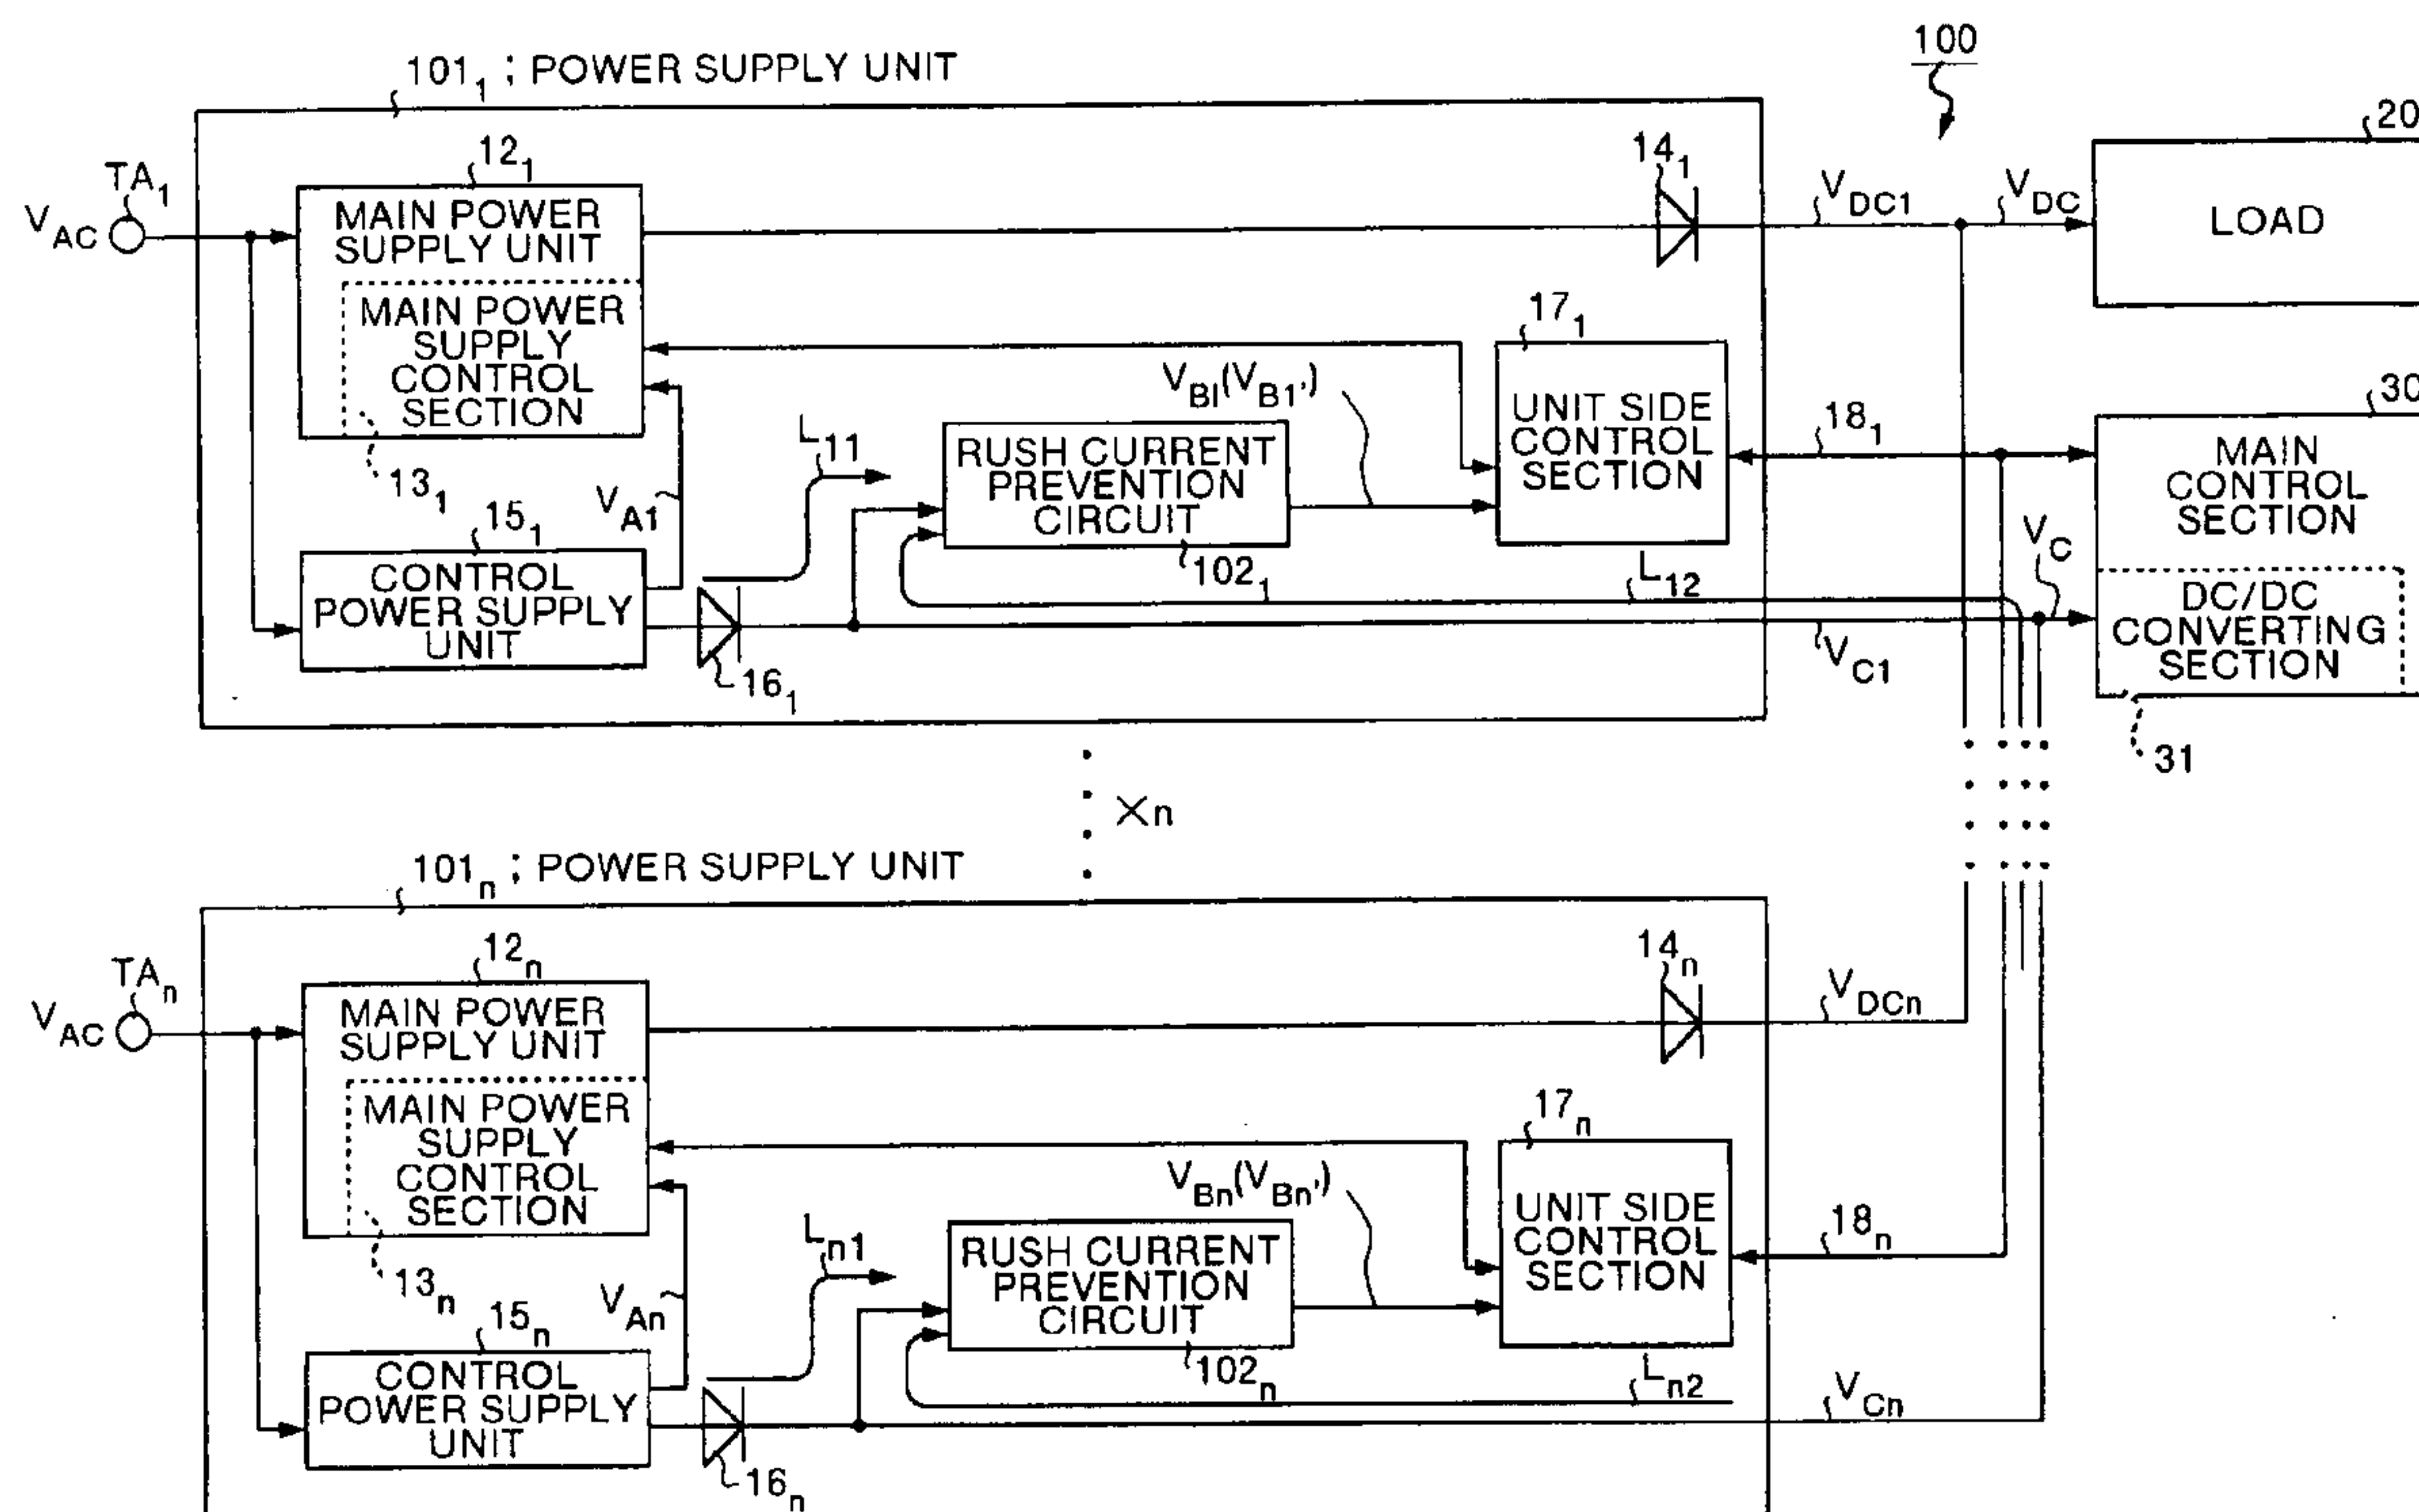 100
101₁ ; POWER SUPPLY UNIT
20
12₁
14₁
TA₁
V_AC
V_DC1
V_DC
MAIN POWER
SUPPLY UNIT
LOAD
MAIN POWER
SUPPLY
CONTROL
SECTION
17₁
V_B1(V_B1')
30
UNIT SIDE
CONTROL
SECTION
18₁
MAIN
CONTROL
SECTION
L₁₁
RUSH CURRENT
PREVENTION
CIRCUIT
13₁
V_A1
15₁
V_C
102₁
L₁₂
CONTROL
POWER SUPPLY
UNIT
DC/DC
CONVERTING
SECTION
V_C1
16₁
31
Xn
101ₙ ; POWER SUPPLY UNIT
12ₙ
14ₙ
TAₙ
V_AC
V_DCn
MAIN POWER
SUPPLY UNIT
MAIN POWER
SUPPLY
CONTROL
SECTION
17ₙ
V_Bn(V_Bn')
UNIT SIDE
CONTROL
SECTION
18ₙ
L_n1
RUSH CURRENT
PREVENTION
CIRCUIT
13ₙ
V_An
15ₙ
102ₙ
L_n2
V_Cn
CONTROL
POWER SUPPLY
UNIT
16ₙ